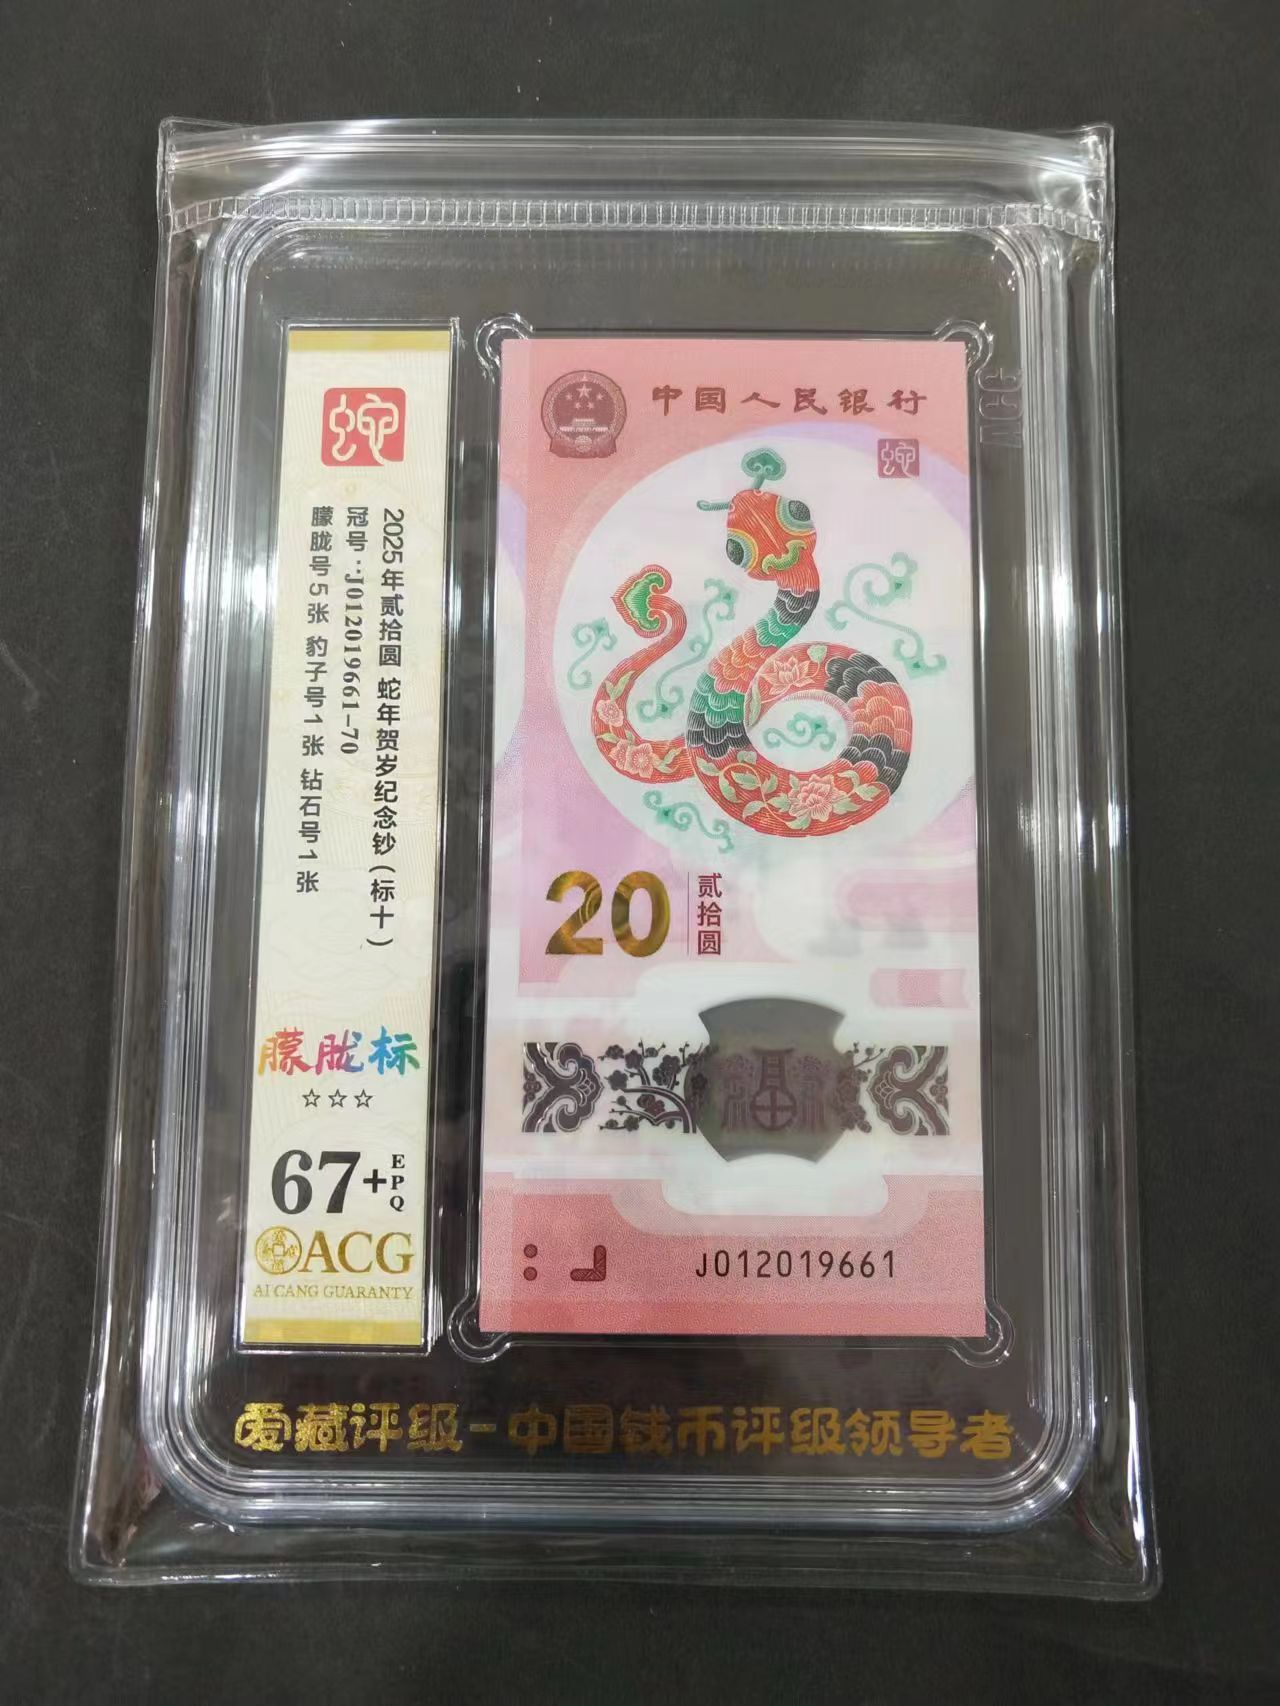 蛇
2025年贰拾圆 蛇年贺岁纪念钞(标十)
冠号:J012019661-70
朦胧号5张 豹子号1张 钻石号1张
朦胧标
☆☆☆
67+EPQ
ACG
AI CANG GUARANTY
中国人民银行
蛇
20 贰拾圆
福
J012019661
爱藏评级-中国钱币评级领导者